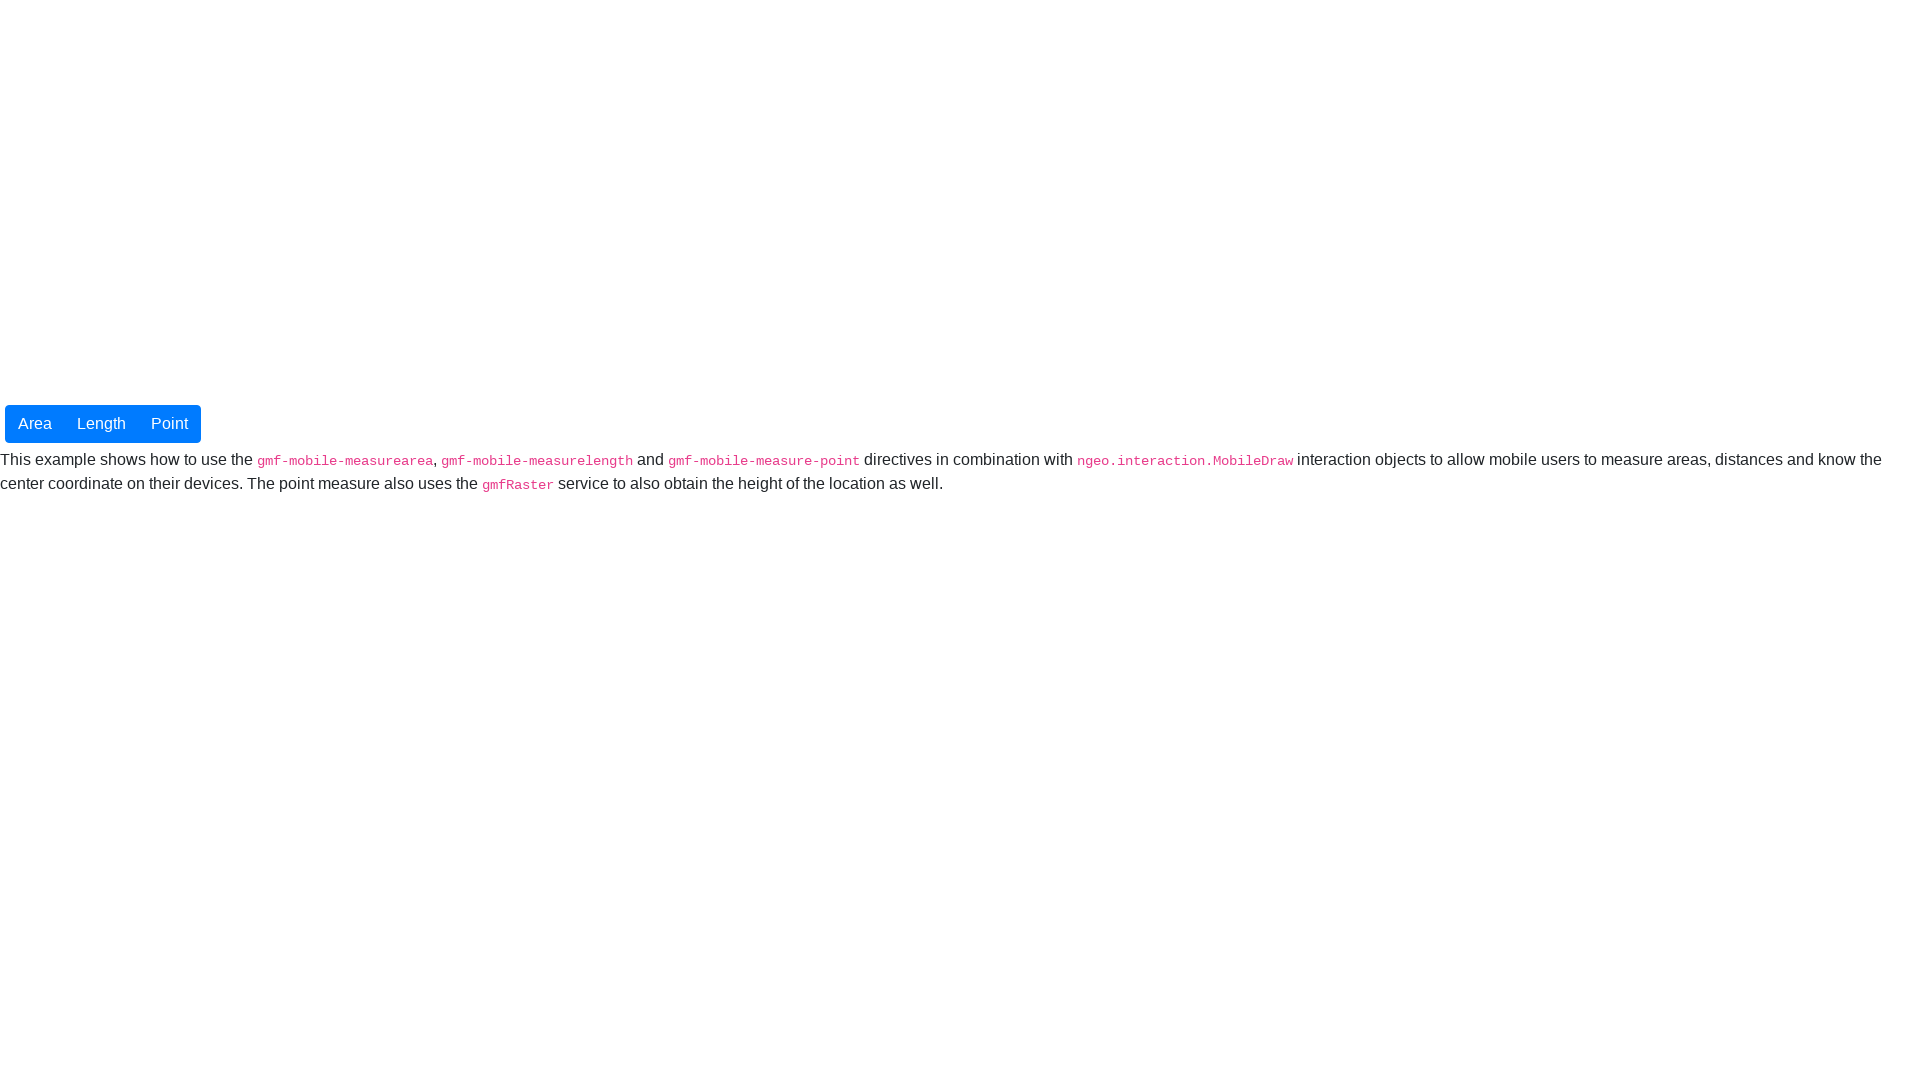 Area Length Point
This example shows how to use the gmf-mobile-measurearea, gmf-mobile-measurelength and gmf-mobile-measure-point directives in combination with ngeo.interaction.MobileDraw interaction objects to allow mobile users to measure areas, distances and know the
center coordinate on their devices. The point measure also uses the gmfRaster service to also obtain the height of the location as well.